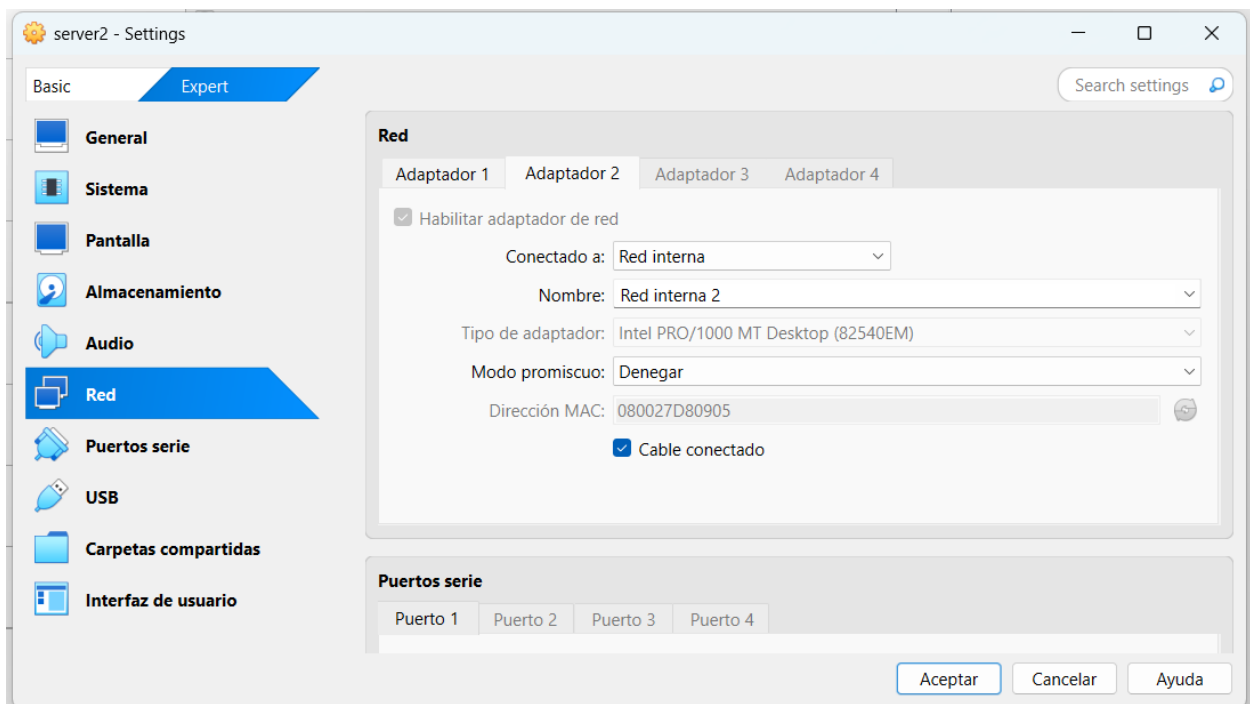 server2 - Settings
Basic
Expert
Search settings
General
Sistema
Pantalla
Almacenamiento
Audio
Red
Puertos serie
USB
Carpetas compartidas
Interfaz de usuario
Red
Adaptador 1
Adaptador 2
Adaptador 3
Adaptador 4
Habilitar adaptador de red
Conectado a: Red interna
Nombre: Red interna 2
Tipo de adaptador: Intel PRO/1000 MT Desktop (82540EM)
Modo promiscuo: Denegar
Dirección MAC: 080027D80905
Cable conectado
Puertos serie
Puerto 1
Puerto 2
Puerto 3
Puerto 4
Aceptar
Cancelar
Ayuda